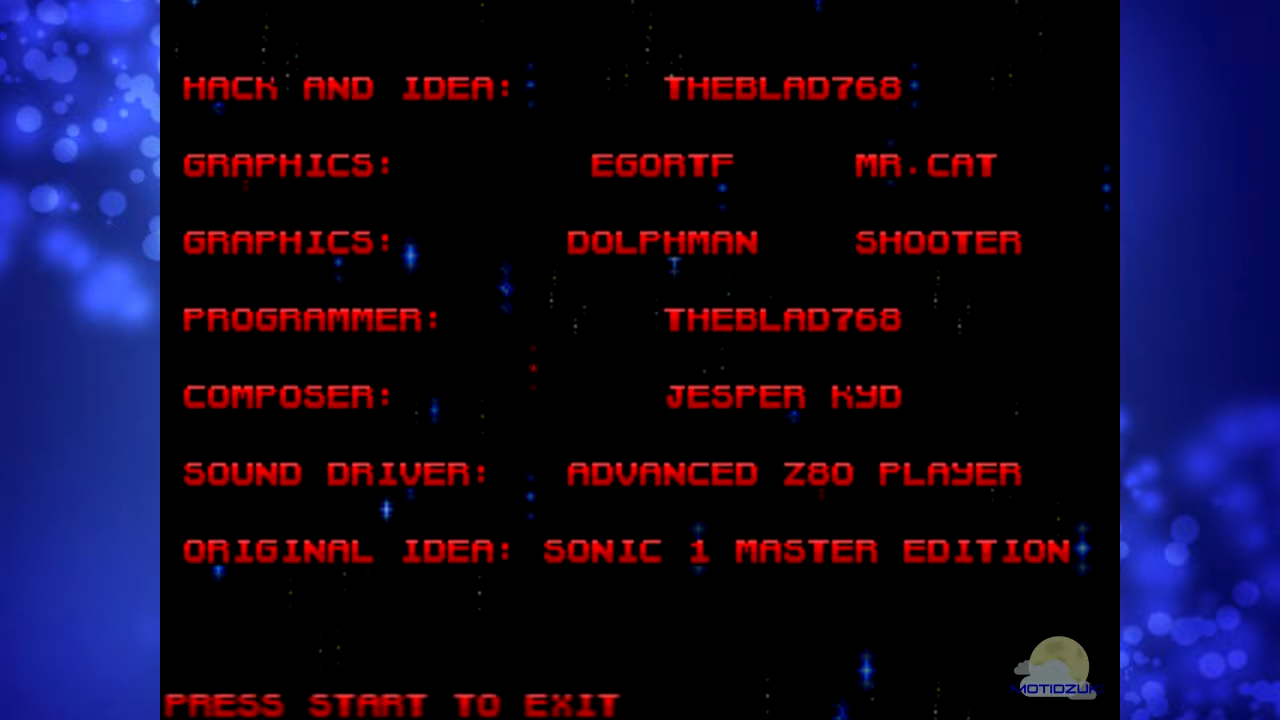 HACK AND IDEA: THEBLAD768
GRAPHICS: EGORTF MR.CAT
GRAPHICS: DOLPHMAN SHOOTER
PROGRAMMER: THEBLAD768
COMPOSER: JESPER KYD
SOUND DRIVER: ADVANCED Z80 PLAYER
ORIGINAL IDEA: SONIC 1 MASTER EDITION
PRESS START TO EXIT